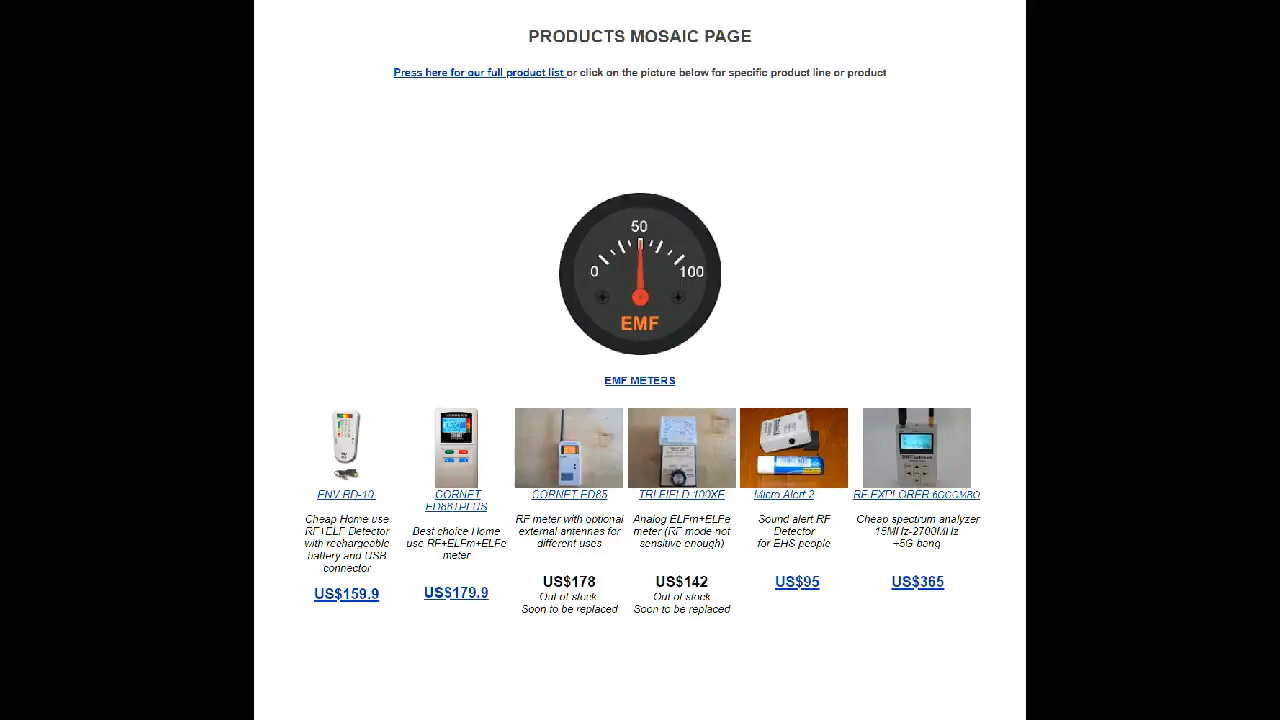 PRODUCTS MOSAIC PAGE
Press here for our full product list or click on the picture below for specific product line or product
50
0
100
EMF
EMF METERS
ENV RD-10
Cheap Home use
RF+ELF Detector
with rechargeable
battery and USB
connector
US$159.9
CORNET
ED88TPLUS
Best choice Home
use RF+ELFm+ELFe
meter
US$179.9
CORNET ED85
RF meter with optional
external antennas for
different uses
US$178
Out of stock
Soon to be replaced
TRI FIELD 100XE
Analog ELFm+ELFe
meter (RF mode not
sensitive enough)
US$142
Out of stock
Soon to be replaced
Micro Alert 2
Sound alert RF
Detector
for EHS people
US$95
RF EXPLORER 6GCOMBO
Cheap spectrum analyzer
15MHz-2700MHz
+5G bang
US$365